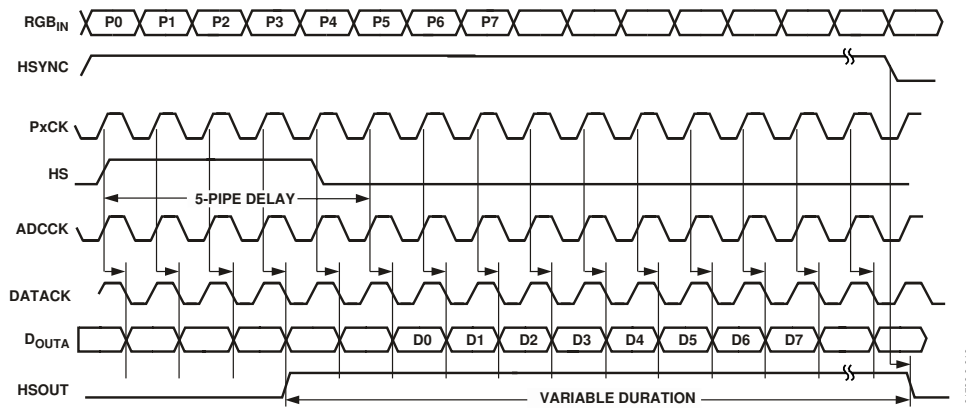 RGBIN P0 P1 P2 P3 P4 P5 P6 P7
HSYNC
PxCK
HS
5-PIPE DELAY
ADCCK
DATACK
DOUTA D0 D1 D2 D3 D4 D5 D6 D7
HSOUT
VARIABLE DURATION